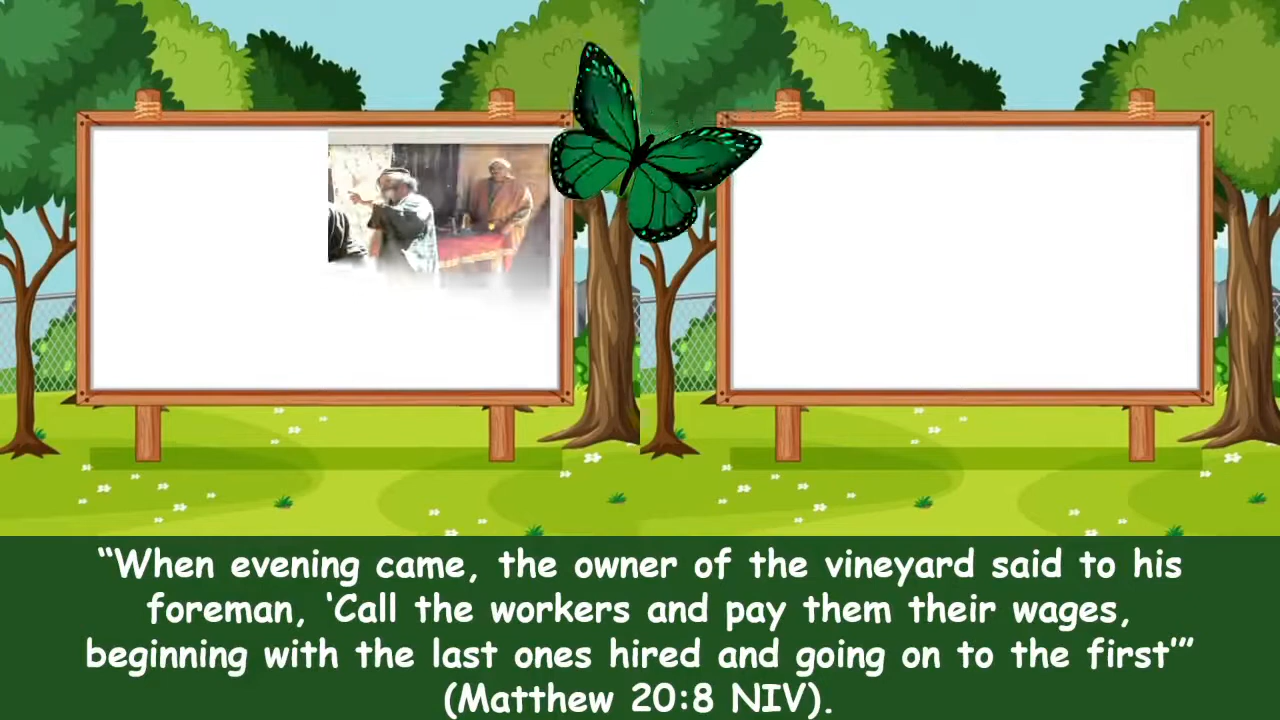 “When evening came, the owner of the vineyard said to his
foreman, ‘Call the workers and pay them their wages,
beginning with the last ones hired and going on to the first’”
(Matthew 20:8 NIV).